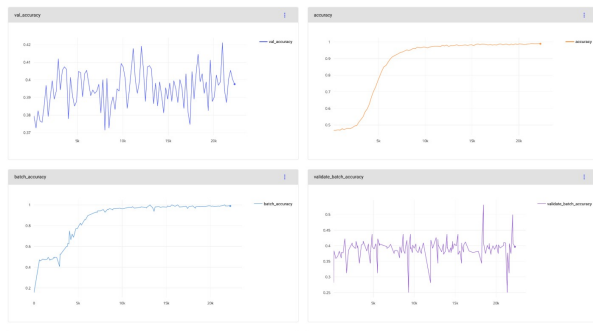 val_accuracy
accuracy
val_accuracy
0.42
0.41
0.4
0.39
0.38
0.37
5k
10k
15k
20k
accuracy
1
0.9
0.8
0.7
0.6
0.5
5k
10k
15k
20k
batch_accuracy
validate_batch_accuracy
batch_accuracy
1
0.8
0.6
0.4
0.2
0
5k
10k
15k
20k
validate_batch_accuracy
0.5
0.45
0.4
0.35
0.3
0.25
5k
10k
15k
20k